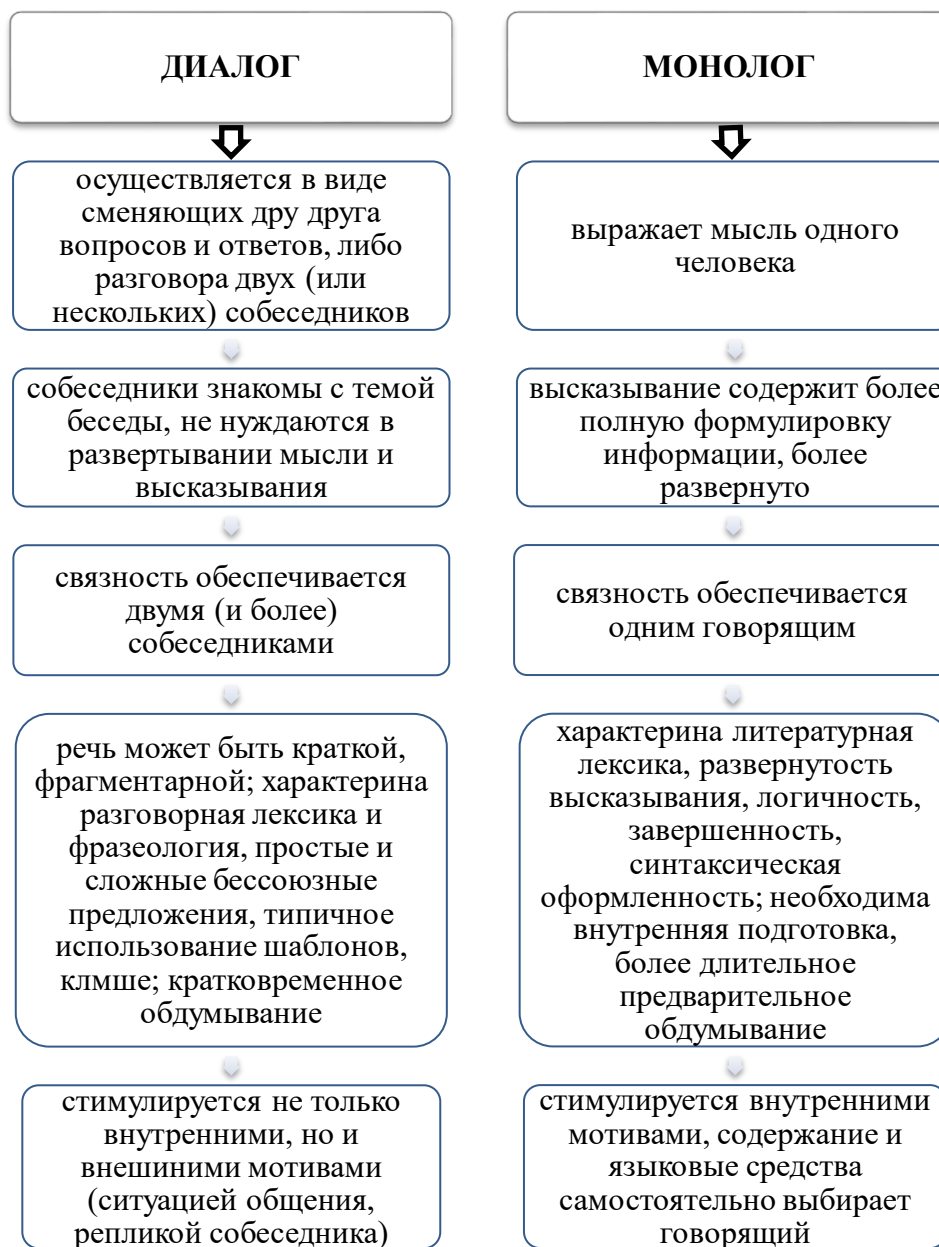 ДИАЛОГ
осуществляется в виде
сменяющих дру друга
вопросов и ответов, либо
разговора двух (или
нескольких) собеседников
собеседники знакомы с темой
беседы, не нуждаются в
развертывании мысли и
высказывания
связность обеспечивается
двумя (и более)
собеседниками
речь может быть краткой,
фрагментарной; характерина
разговорная лексика и
фразеология, простые и
сложные бессоюзные
предложения, типичное
использование шаблонов,
клмше; кратковременное
обдумывание
стимулируется не только
внутренними, но и
внешиними мотивами
(ситуацией общения,
репликой собеседника)
МОНОЛОГ
выражает мысль одного
человека
высказывание содержит более
полную формулировку
информации, более
развернуто
связность обеспечивается
одним говорящим
характерина литературная
лексика, развернутость
высказывания, логичность,
завершенность,
синтаксическая
оформленность; необходима
внутренняя подготовка,
более длительное
предварительное
обдумывание
стимулируется внутренними
мотивами, содержание и
языковые средства
самостоятельно выбирает
говорящий